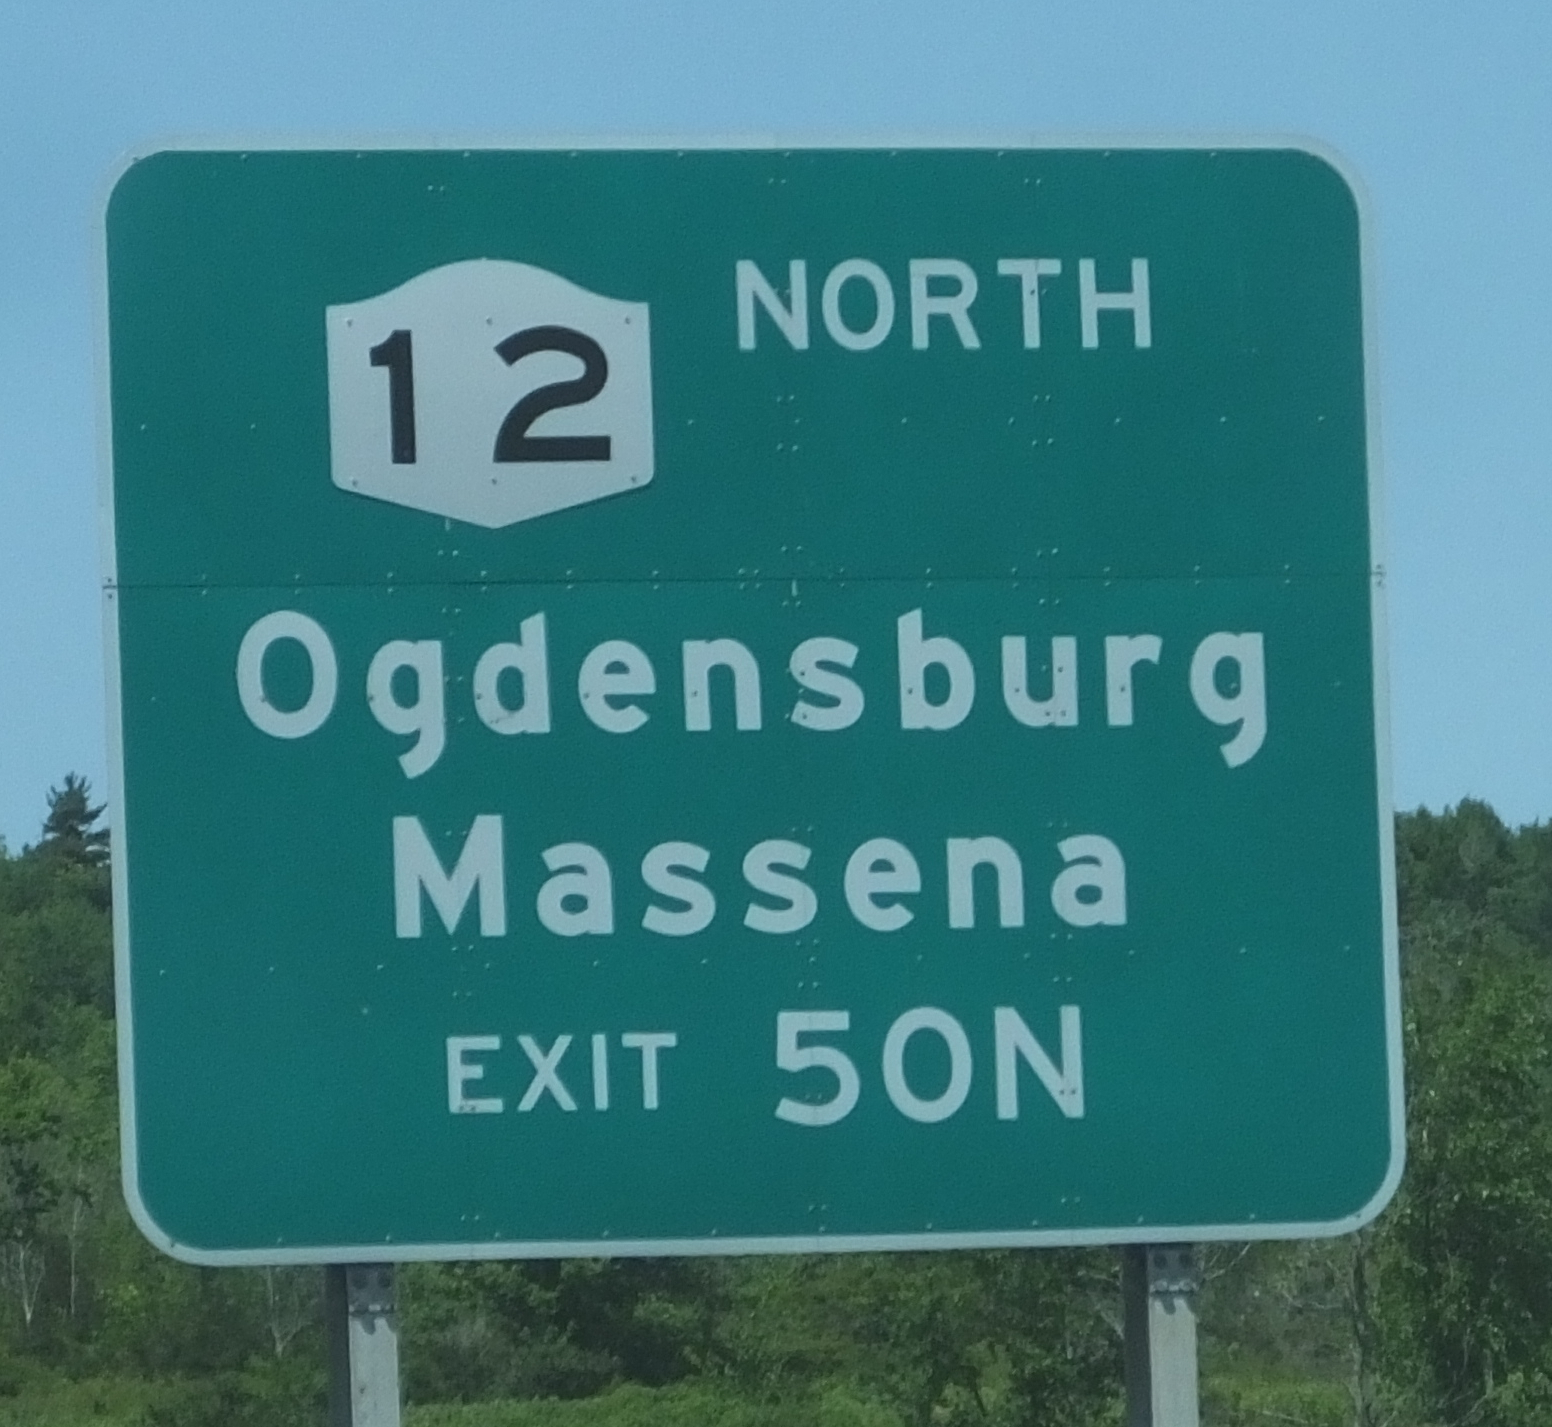 12 NORTH
Ogdensburg
Massena
EXIT 50N